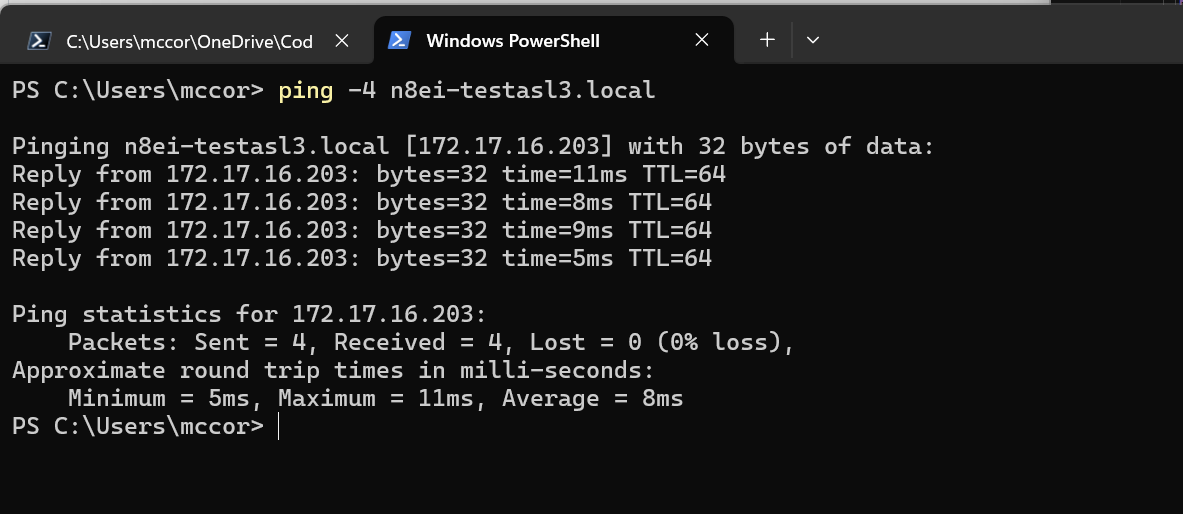 C:\Users\mccor\OneDrive\Cod
Windows PowerShell
PS C:\Users\mccor> ping -4 n8ei-testasl3.local
Pinging n8ei-testasl3.local [172.17.16.203] with 32 bytes of data:
Reply from 172.17.16.203: bytes=32 time=11ms TTL=64
Reply from 172.17.16.203: bytes=32 time=8ms TTL=64
Reply from 172.17.16.203: bytes=32 time=9ms TTL=64
Reply from 172.17.16.203: bytes=32 time=5ms TTL=64
Ping statistics for 172.17.16.203:
    Packets: Sent = 4, Received = 4, Lost = 0 (0% loss),
Approximate round trip times in milli-seconds:
    Minimum = 5ms, Maximum = 11ms, Average = 8ms
PS C:\Users\mccor>